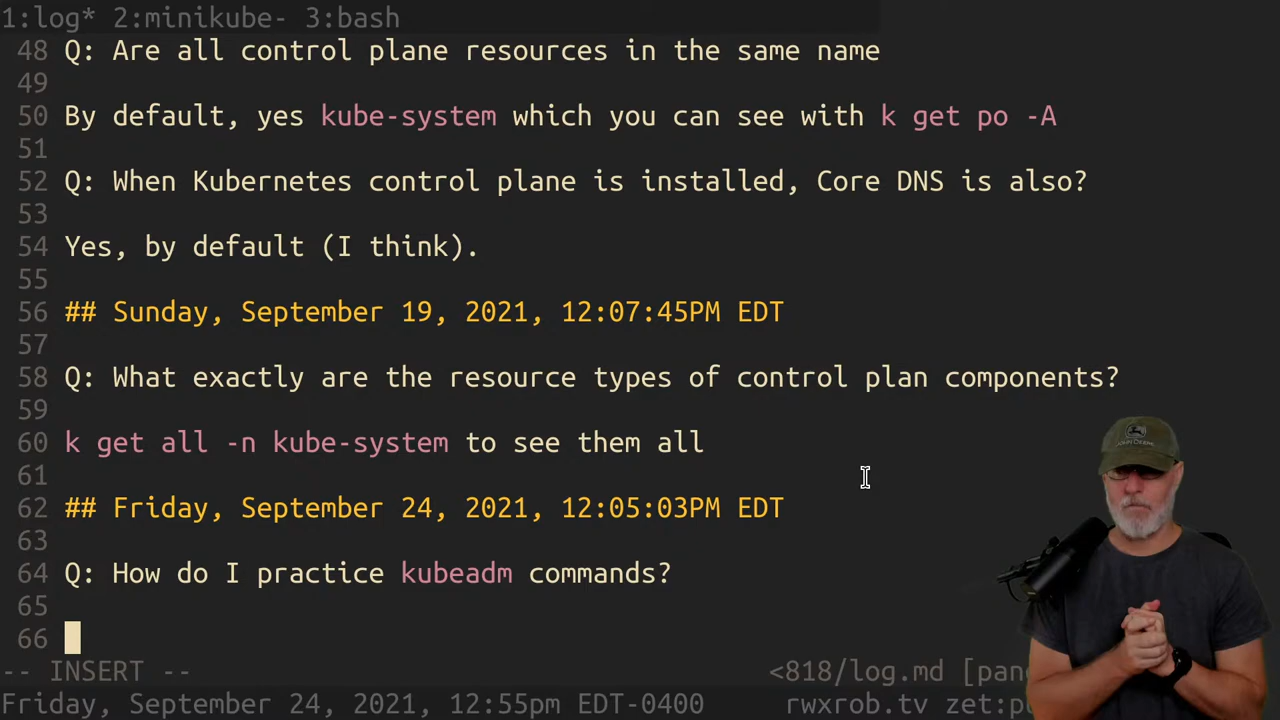 1:log* 2:minikube- 3:bash
48 Q: Are all control plane resources in the same name
49
50 By default, yes kube-system which you can see with k get po -A
51
52 Q: When Kubernetes control plane is installed, Core DNS is also?
53
54 Yes, by default (I think).
55
56 ## Sunday, September 19, 2021, 12:07:45PM EDT
57
58 Q: What exactly are the resource types of control plan components?
59
60 k get all -n kube-system to see them all
61
62 ## Friday, September 24, 2021, 12:05:03PM EDT
63
64 Q: How do I practice kubeadm commands?
65
66
-- INSERT -- <818/log.md [pan
Friday, September 24, 2021, 12:55pm EDT-0400 rwxrob.tv zet:p
JOHN DEERE